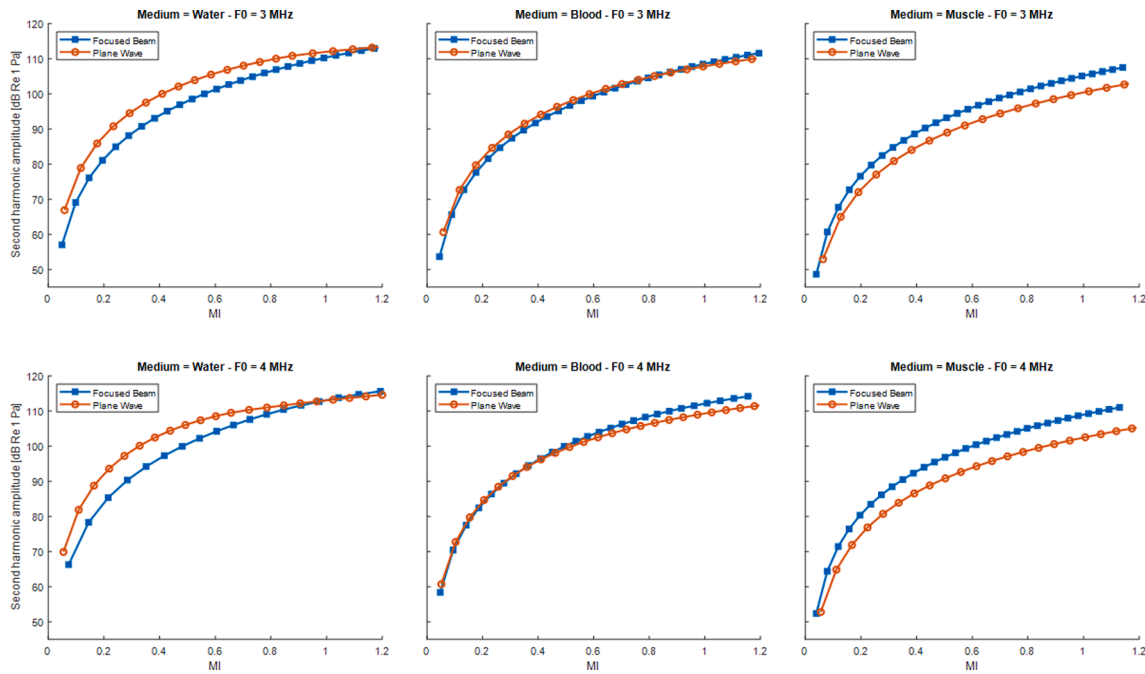 Medium = Water - F0 = 3 MHz
Second harmonic amplitude [dB Re 1 Pa]
120
110
100
90
80
70
60
50
Focused Beam
Plane Wave
0 0.2 0.4 0.6 0.8 1 1.2
MI
Medium = Blood - F0 = 3 MHz
Focused Beam
Plane Wave
0 0.2 0.4 0.6 0.8 1 1.2
MI
Medium = Muscle - F0 = 3 MHz
Focused Beam
Plane Wave
0 0.2 0.4 0.6 0.8 1 1.2
MI
Medium = Water - F0 = 4 MHz
Second harmonic amplitude [dB Re 1 Pa]
120
110
100
90
80
70
60
50
Focused Beam
Plane Wave
0 0.2 0.4 0.6 0.8 1 1.2
MI
Medium = Blood - F0 = 4 MHz
Focused Beam
Plane Wave
0 0.2 0.4 0.6 0.8 1 1.2
MI
Medium = Muscle - F0 = 4 MHz
Focused Beam
Plane Wave
0 0.2 0.4 0.6 0.8 1 1.2
MI